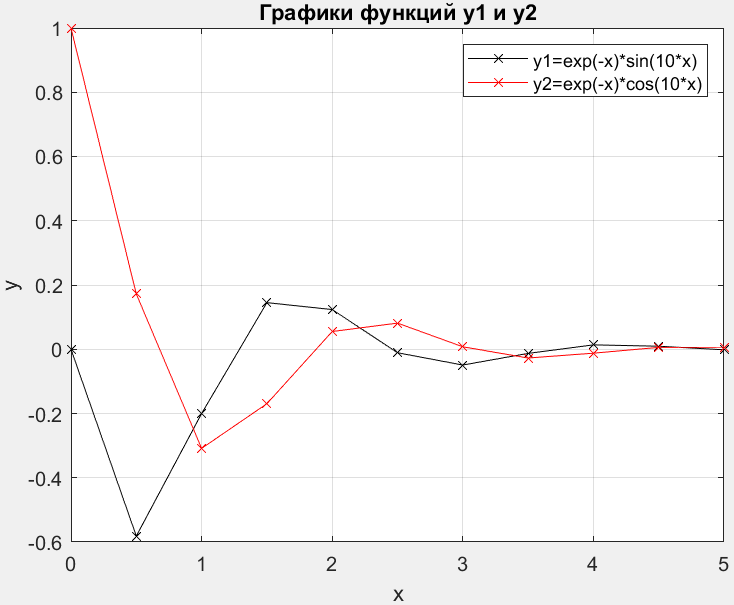 Графики функций y1 и y2
y1=exp(-x)*sin(10*x)
y2=exp(-x)*cos(10*x)
1
0.8
0.6
0.4
0.2
0
-0.2
-0.4
-0.6
y
0 1 2 3 4 5
x